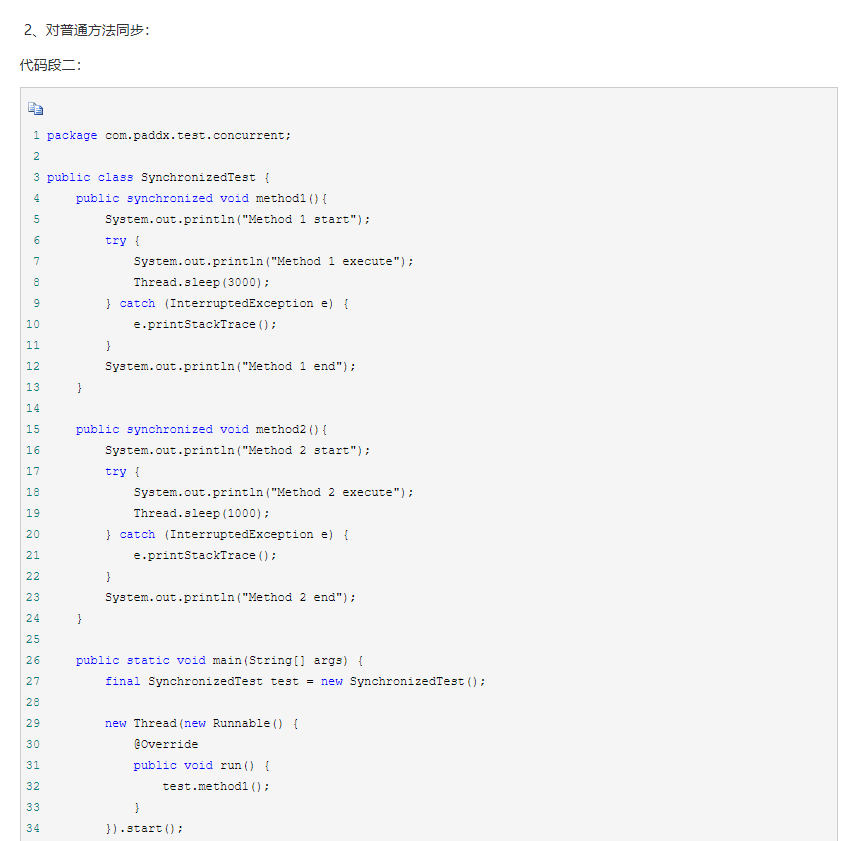 2、对普通方法同步：
代码段二：
1 package com.paddx.test.concurrent;
2
3 public class SynchronizedTest {
4     public synchronized void method1(){
5         System.out.println("Method 1 start");
6         try {
7             System.out.println("Method 1 execute");
8             Thread.sleep(3000);
9         } catch (InterruptedException e) {
10             e.printStackTrace();
11         }
12         System.out.println("Method 1 end");
13     }
14
15     public synchronized void method2(){
16         System.out.println("Method 2 start");
17         try {
18             System.out.println("Method 2 execute");
19             Thread.sleep(1000);
20         } catch (InterruptedException e) {
21             e.printStackTrace();
22         }
23         System.out.println("Method 2 end");
24     }
25
26     public static void main(String[] args) {
27         final SynchronizedTest test = new SynchronizedTest();
28
29         new Thread(new Runnable() {
30             @Override
31             public void run() {
32                 test.method1();
33             }
34         }).start();